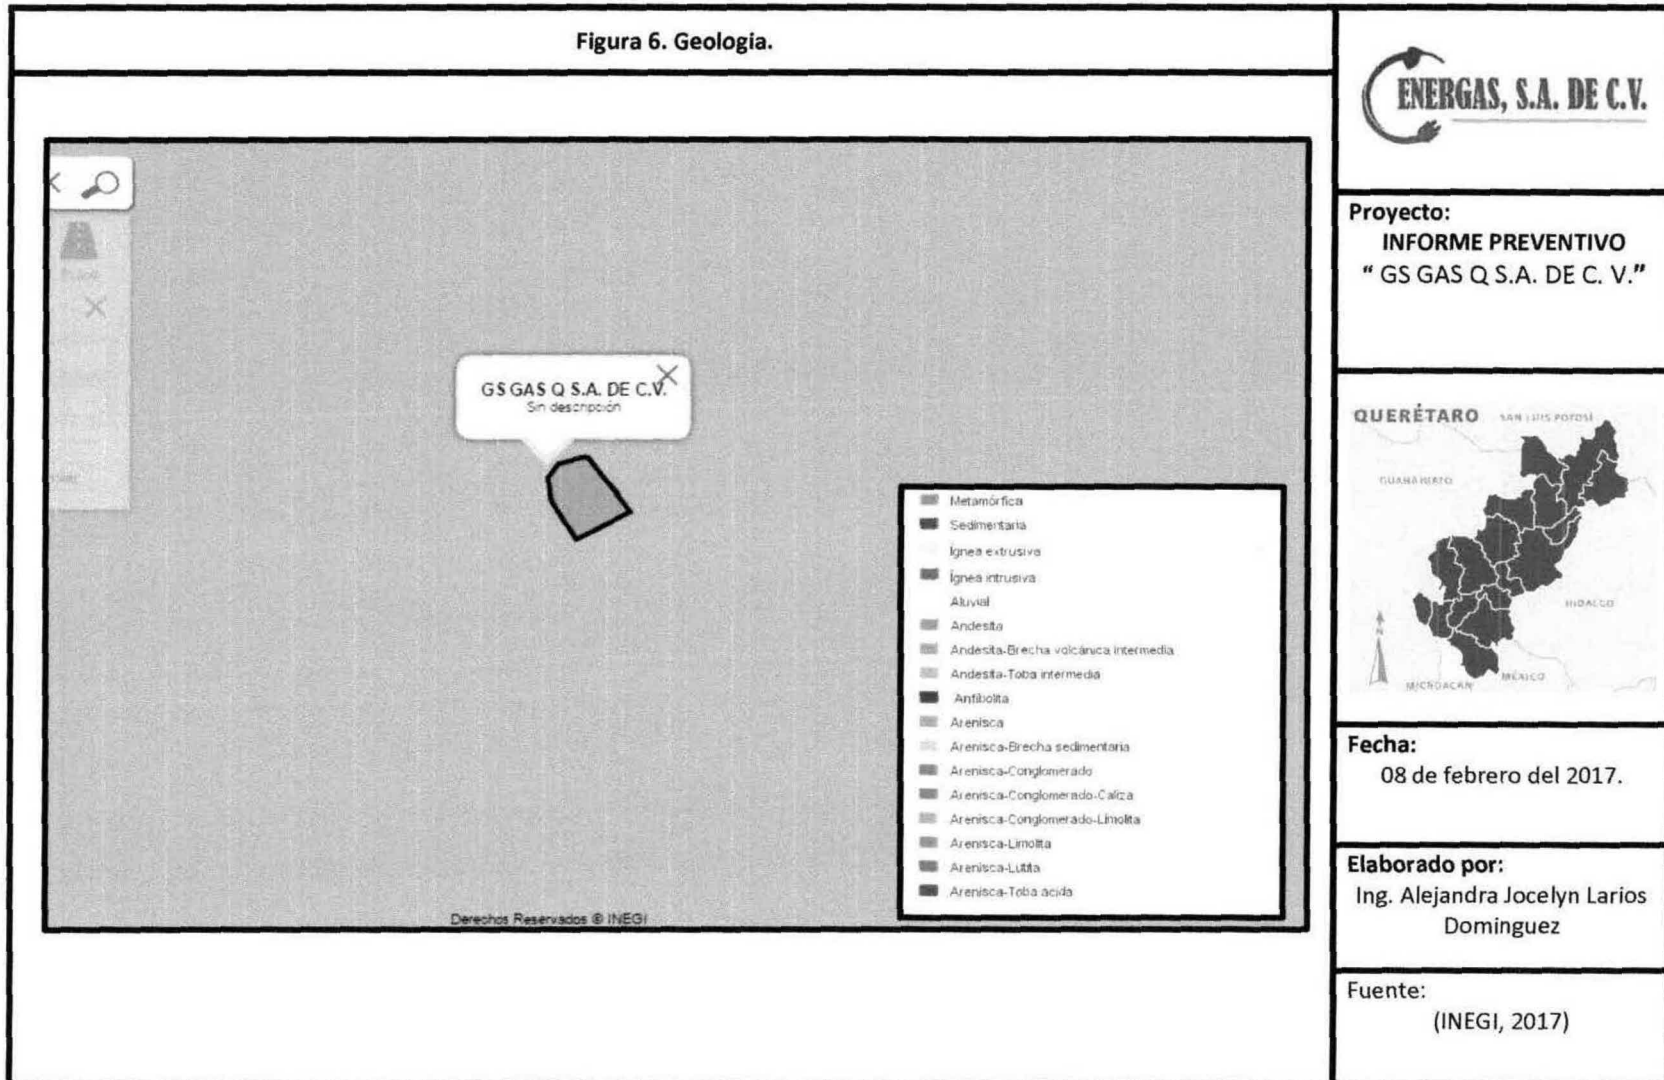 Figura 6. Geologia.
GS GAS Q S.A. DE C.V.
Sin descripción
Metamórfica
Sedimentaria
Ígnea extrusiva
Ígnea intrusiva
Aluvial
Andesita
Andesita-Brecha volcánica intermedia
Andesita-Toba intermedia
Anfibolita
Arenisca
Arenisca-Brecha sedimentaria
Arenisca-Conglomerado
Arenisca-Conglomerado-Caliza
Arenisca-Conglomerado-Limolita
Arenisca-Limolita
Arenisca-Lutita
Arenisca-Toba acida
Derechos Reservados © INEGI
ENERGAS, S.A. DE C.V.
Proyecto:
INFORME PREVENTIVO
" GS GAS Q S.A. DE C. V."
QUERÉTARO
SAN LUIS POTOSÍ
GUANAJUATO
HIDALGO
N
MÉXICO
MICHOACÁN
Fecha:
08 de febrero del 2017.
Elaborado por:
Ing. Alejandra Jocelyn Larios
Dominguez
Fuente:
(INEGI, 2017)